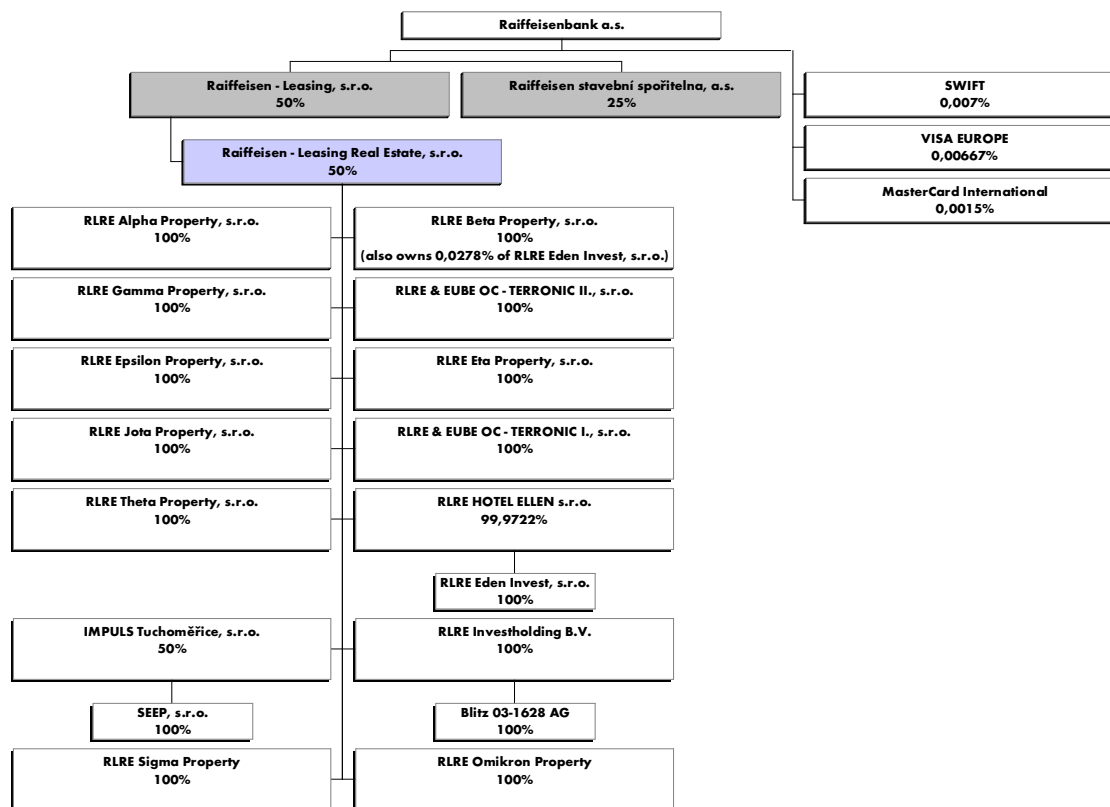 Raiffeisenbank a.s.
Raiffeisen - Leasing, s.r.o.
50%
Raiffeisen stavební spořitelna, a.s.
25%
SWIFT
0,007%
VISA EUROPE
0,00667%
MasterCard International
0,0015%
Raiffeisen - Leasing Real Estate, s.r.o.
50%
RLRE Alpha Property, s.r.o.
100%
RLRE Beta Property, s.r.o.
100%
(also owns 0,0278% of RLRE Eden Invest, s.r.o.)
RLRE Gamma Property, s.r.o.
100%
RLRE & EUBE OC - TERRONIC II., s.r.o.
100%
RLRE Epsilon Property, s.r.o.
100%
RLRE Eta Property, s.r.o.
100%
RLRE Jota Property, s.r.o.
100%
RLRE & EUBE OC - TERRONIC I., s.r.o.
100%
RLRE Theta Property, s.r.o.
100%
RLRE HOTEL ELLEN s.r.o.
99,9722%
RLRE Eden Invest, s.r.o.
100%
IMPULS Tuchoměřice, s.r.o.
50%
RLRE Investholding B.V.
100%
SEEP, s.r.o.
100%
Blitz 03-1628 AG
100%
RLRE Sigma Property
100%
RLRE Omikron Property
100%